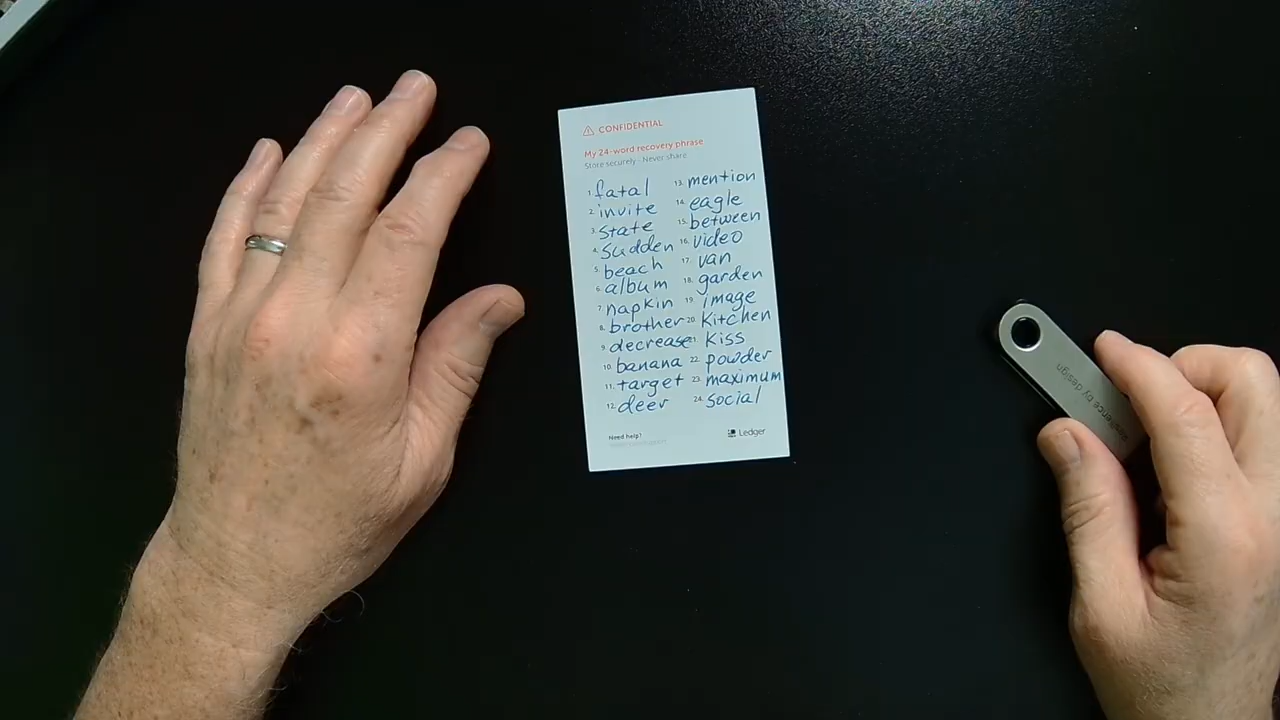 CONFIDENTIAL
My 24-word recovery phrase
Store securely - Never share
1. fatal
2. invite
3. state
4. sudden
5. beach
6. album
7. napkin
8. brother
9. decrease
10. banana
11. target
12. deer
13. mention
14. eagle
15. between
16. video
17. van
18. garden
19. image
20. kitchen
21. kiss
22. powder
23. maximum
24. social
Need help?
Ledger
Resilience by design